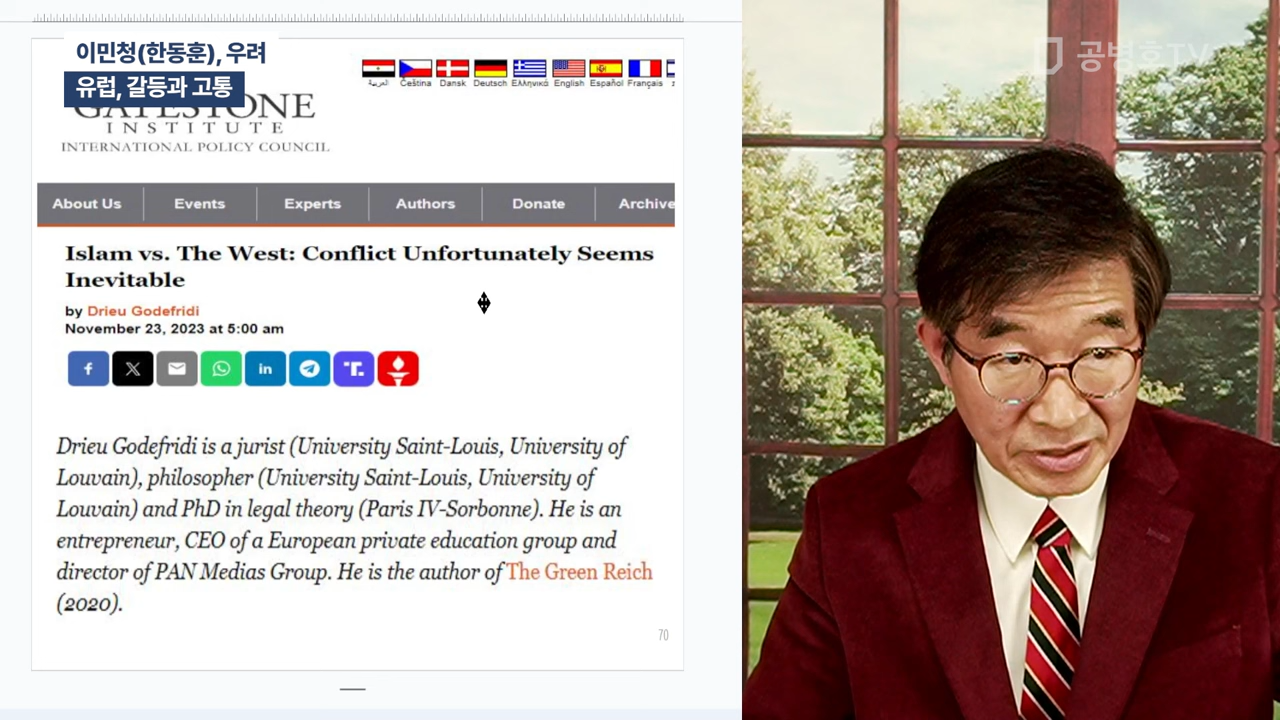 이민청(한동훈), 우려
유럽, 갈등과 고통
공병호TV
العربية Čeština Dansk Deutsch Ελληνικά English Español Français
GATESTONE
INSTITUTE
INTERNATIONAL POLICY COUNCIL
About Us Events Experts Authors Donate Archive
Islam vs. The West: Conflict Unfortunately Seems
Inevitable
by Drieu Godefridi
November 23, 2023 at 5:00 am
Drieu Godefridi is a jurist (University Saint-Louis, University of
Louvain), philosopher (University Saint-Louis, University of
Louvain) and PhD in legal theory (Paris IV-Sorbonne). He is an
entrepreneur, CEO of a European private education group and
director of PAN Medias Group. He is the author of The Green Reich
(2020).
70